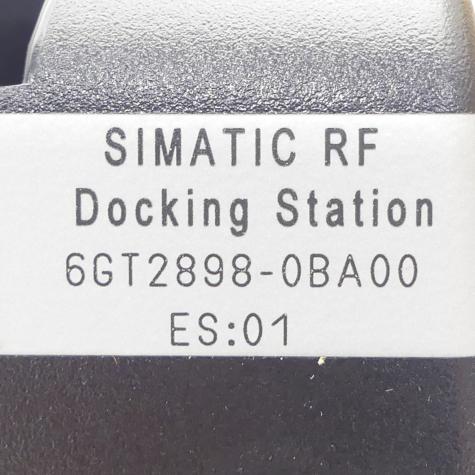 SIMATIC RF
Docking Station
6GT2898-0BA00
ES:01